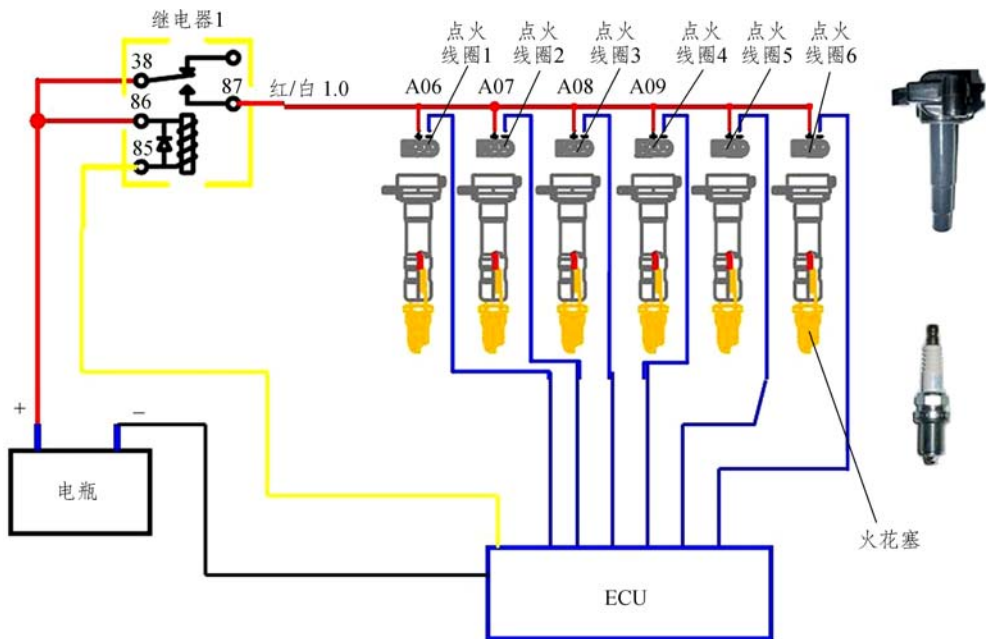 继电器1
38
86
87
85
红/白 1.0
点火
线圈1
点火
线圈2
点火
线圈3
点火
线圈4
点火
线圈5
点火
线圈6
A06
A07
A08
A09
+
−
电瓶
ECU
火花塞